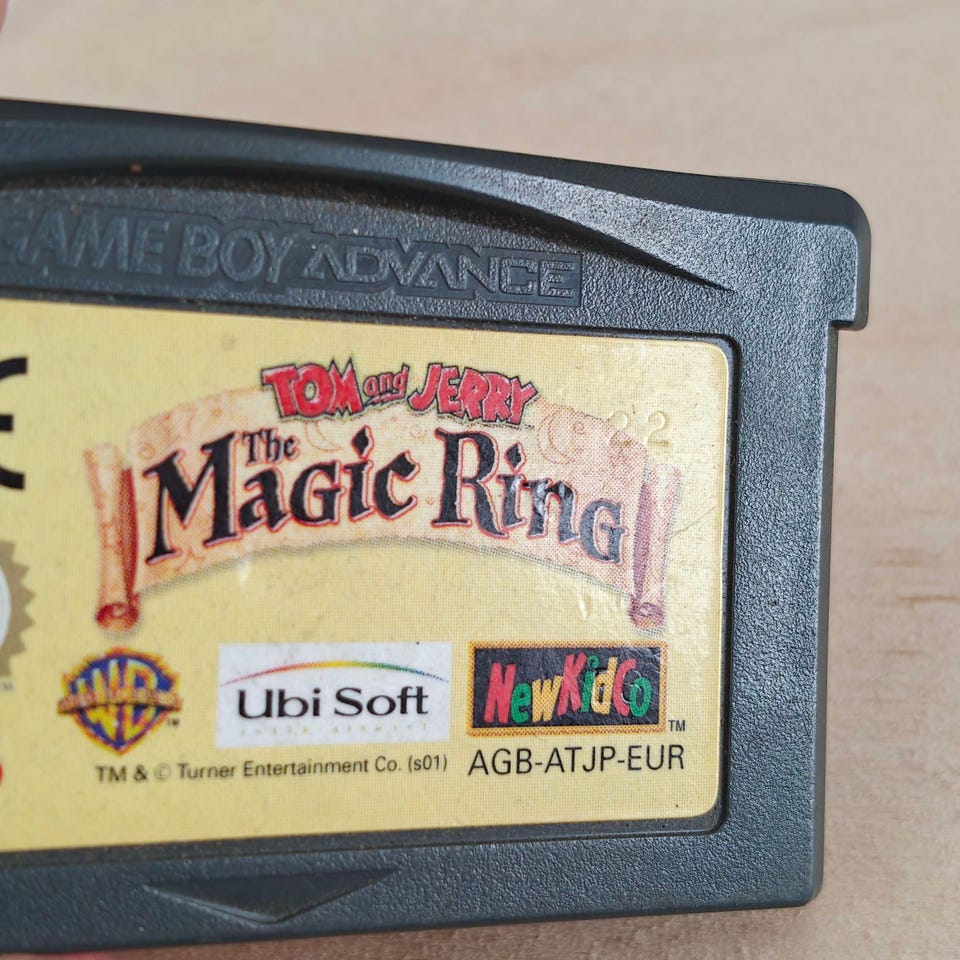 GAME BOY ADVANCE
TOM and JERRY
The
Magic Ring
22
Ubi Soft
NewKidCo
TM
TM & © Turner Entertainment Co. (s01)
AGB-ATJP-EUR